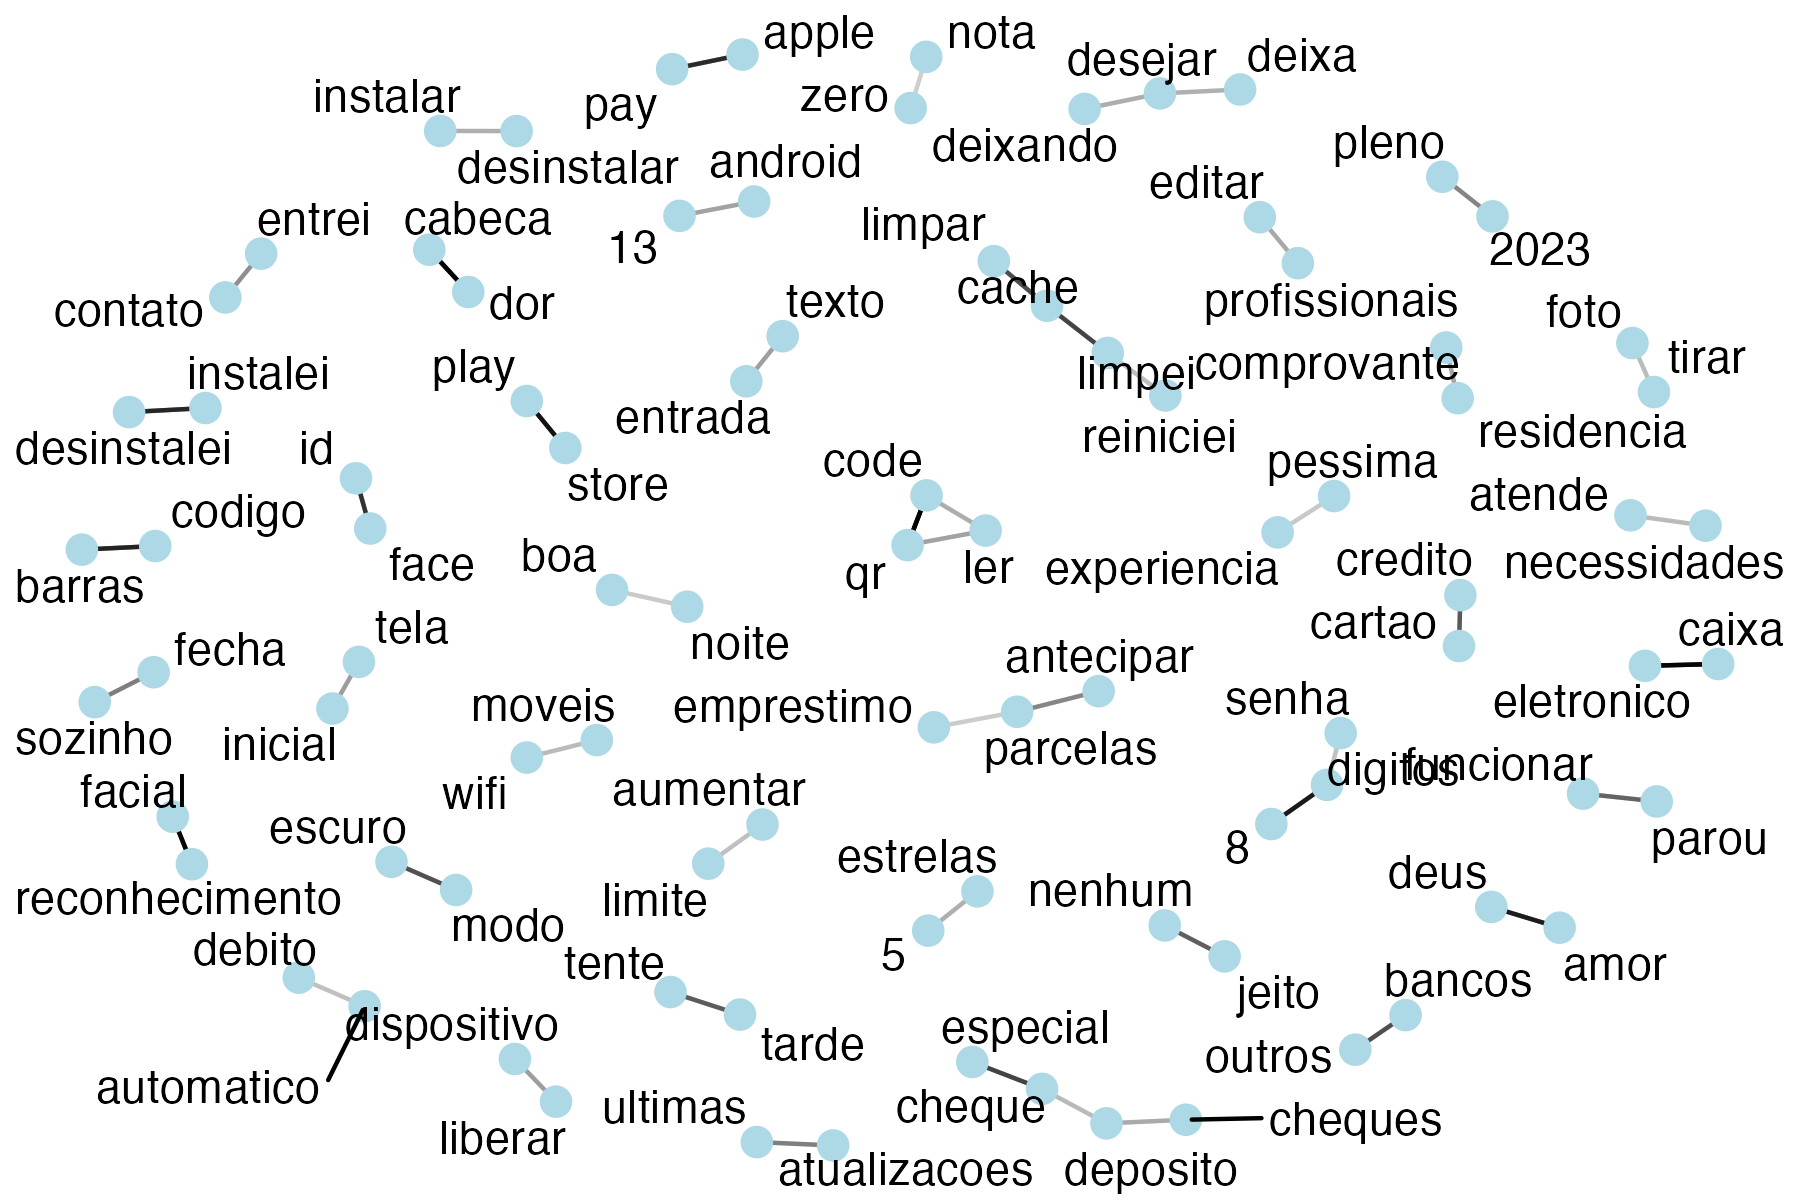 apple
nota
desejar
deixa
instalar
pay
zero
deixando
pleno
desinstalar
android
editar
entrei
cabeca
limpar
13
2023
contato
dor
texto
cache
profissionais
foto
instalei
play
limpei
comprovante
tirar
desinstalei
id
entrada
reiniciei
residencia
codigo
store
code
pessima
atende
barras
face
boa
qr
ler
experiencia
credito
necessidades
fecha
tela
noite
antecipar
cartao
caixa
sozinho
inicial
moveis
emprestimo
parcelas
senha
eletronico
facial
wifi
aumentar
digitos
funcionar
escuro
estrelas
8
parou
reconhecimento
modo
limite
nenhum
deus
debito
tente
5
jeito
amor
dispositivo
tarde
especial
bancos
automatico
outros
liberar
ultimas
cheque
cheques
atualizacoes
deposito